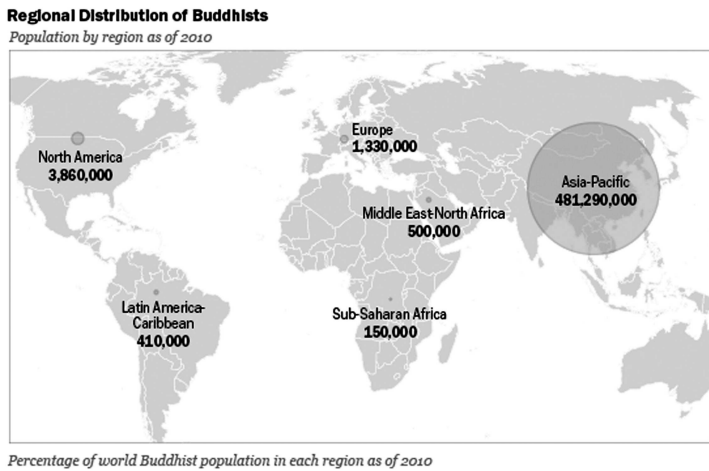 Regional Distribution of Buddhists
Population by region as of 2010
Europe
1,330,000
North America
3,860,000
Asia-Pacific
481,290,000
Middle East-North Africa
500,000
Latin America-
Caribbean
410,000
Sub-Saharan Africa
150,000
Percentage of world Buddhist population in each region as of 2010